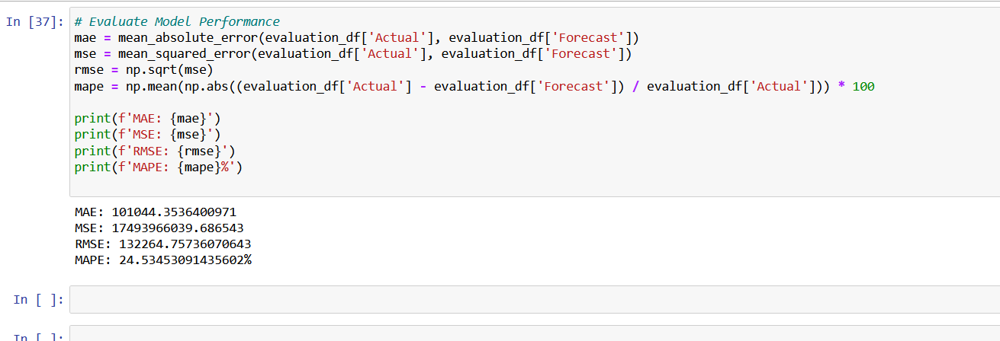 In [37]: # Evaluate Model Performance
mae = mean_absolute_error(evaluation_df['Actual'], evaluation_df['Forecast'])
mse = mean_squared_error(evaluation_df['Actual'], evaluation_df['Forecast'])
rmse = np.sqrt(mse)
mape = np.mean(np.abs((evaluation_df['Actual'] - evaluation_df['Forecast']) / evaluation_df['Actual'])) * 100
print(f'MAE: {mae}')
print(f'MSE: {mse}')
print(f'RMSE: {rmse}')
print(f'MAPE: {mape}%')
MAE: 101044.3536400971
MSE: 17493966039.686543
RMSE: 132264.75736070643
MAPE: 24.53453091435602%
In [ ]:
In [ ]: